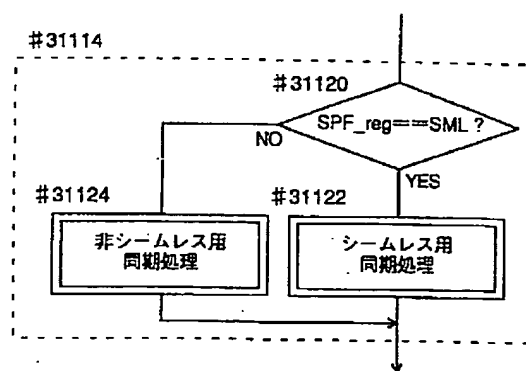 #31114
#31120
SPF_reg==SML?
NO
YES
#31124
#31122
非シームレス用
同期処理
シームレス用
同期処理